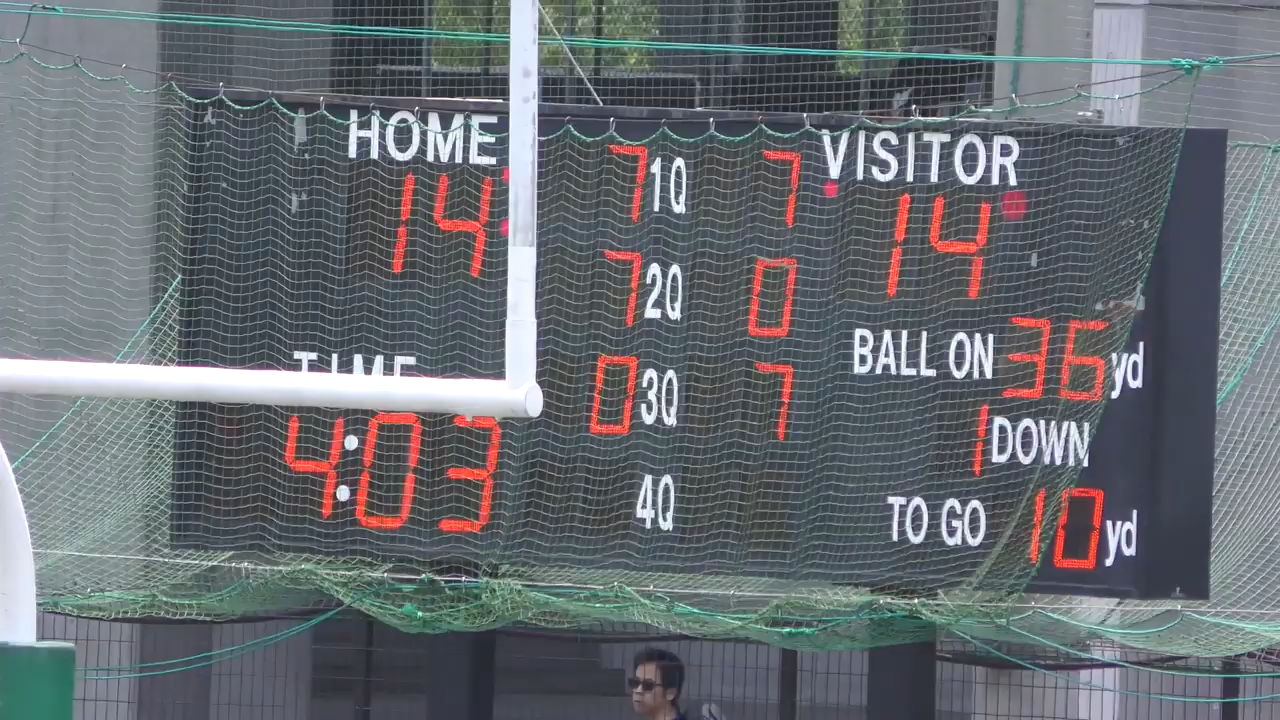 HOME 7 1Q 7 VISITOR
14 14
7 2Q 0
TIME 0 3Q 7 BALL ON 36 yd
4:03 1 DOWN
4Q TO GO 10 yd